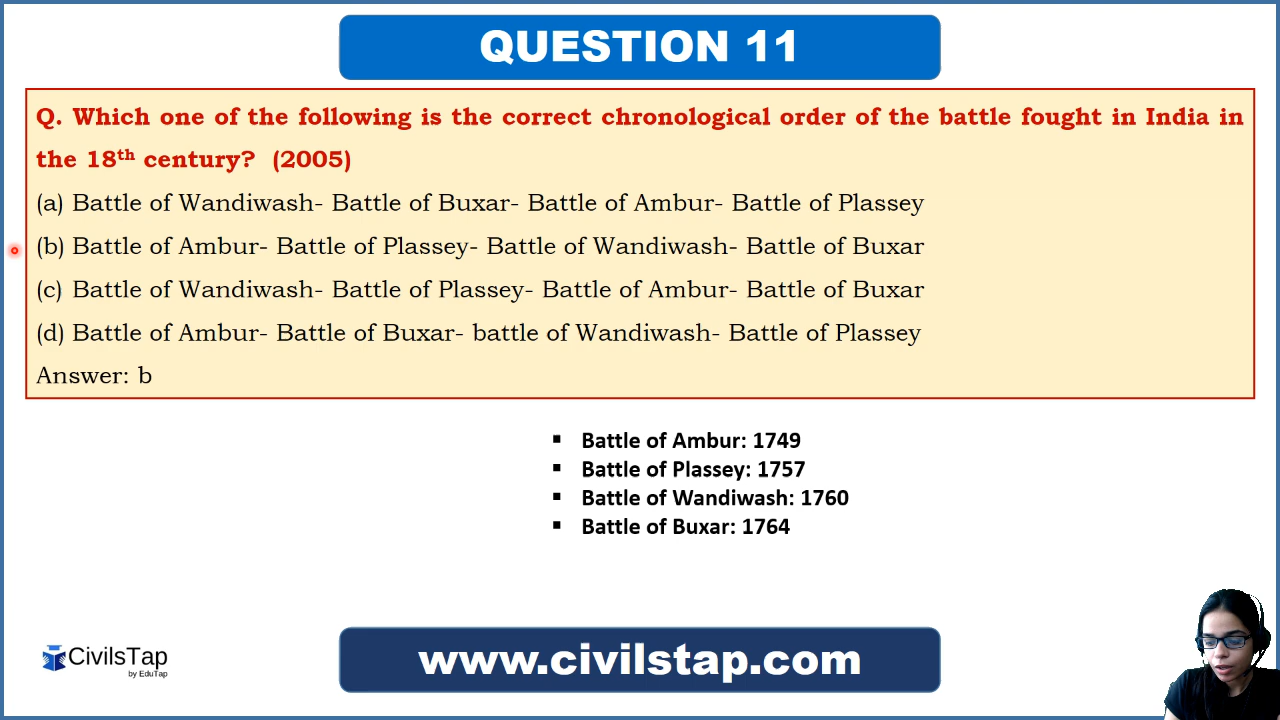 QUESTION 11
Q. Which one of the following is the correct chronological order of the battle fought in India in
the 18th century? (2005)
(a) Battle of Wandiwash- Battle of Buxar- Battle of Ambur- Battle of Plassey
(b) Battle of Ambur- Battle of Plassey- Battle of Wandiwash- Battle of Buxar
(c) Battle of Wandiwash- Battle of Plassey- Battle of Ambur- Battle of Buxar
(d) Battle of Ambur- Battle of Buxar- battle of Wandiwash- Battle of Plassey
Answer: b
▪ Battle of Ambur: 1749
▪ Battle of Plassey: 1757
▪ Battle of Wandiwash: 1760
▪ Battle of Buxar: 1764
CivilsTap
by EduTap
www.civilstap.com